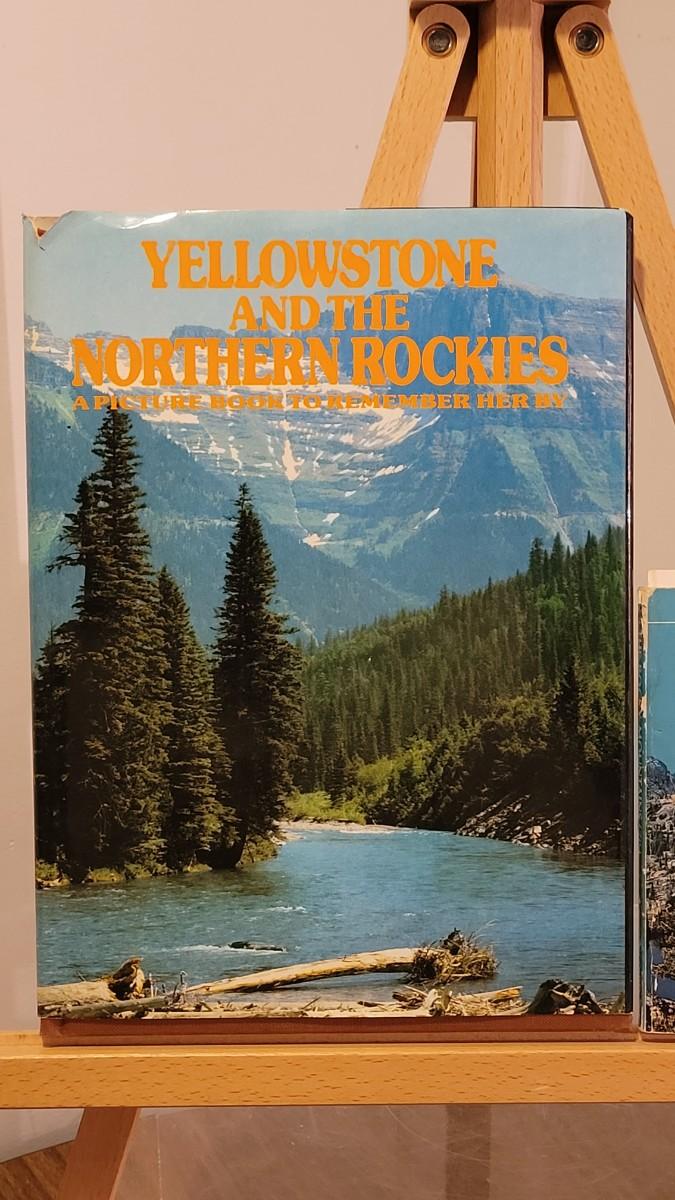 YELLOWSTONE
AND THE
NORTHERN ROCKIES
A PICTURE BOOK TO REMEMBER HER BY